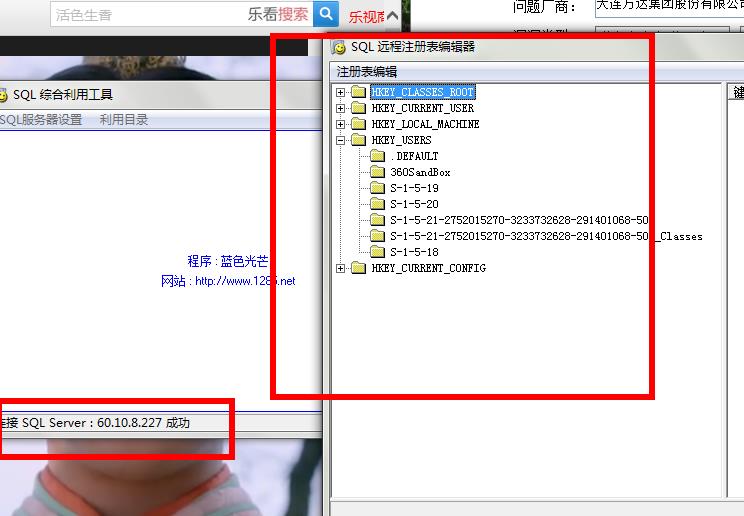 活色生香
乐看搜索
乐视
问题厂商：
大连万达集团股份有限公司
SQL 综合利用工具
SQL服务器设置 利用目录
程序 : 蓝色光芒
网站 : http://www.1285.net
连接 SQL Server : 60.10.8.227 成功
SQL 远程注册表编辑器
注册表编辑
键
HKEY_CLASSES_ROOT
HKEY_CURRENT_USER
HKEY_LOCAL_MACHINE
HKEY_USERS
.DEFAULT
360SandBox
S-1-5-19
S-1-5-20
S-1-5-21-2752015270-3233732628-291401068-50
S-1-5-21-2752015270-3233732628-291401068-50 _Classes
S-1-5-18
HKEY_CURRENT_CONFIG